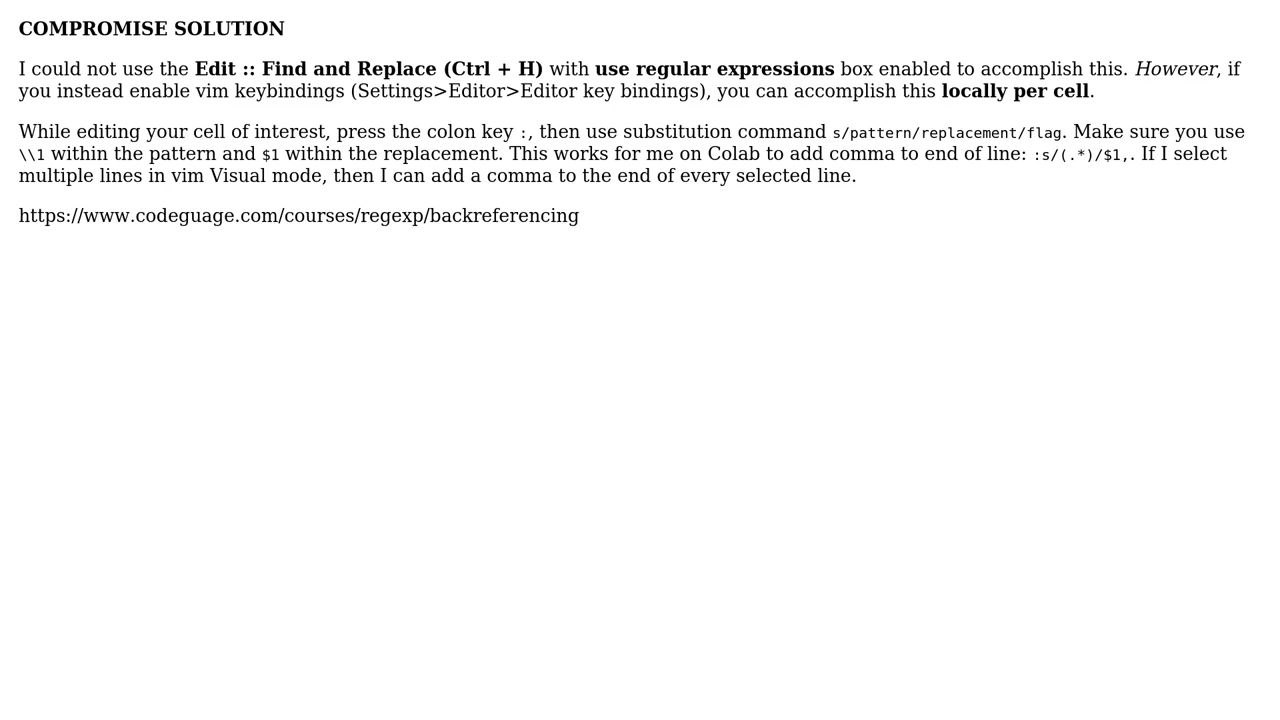 COMPROMISE SOLUTION
I could not use the Edit :: Find and Replace (Ctrl + H) with use regular expressions box enabled to accomplish this. However, if
you instead enable vim keybindings (Settings>Editor>Editor key bindings), you can accomplish this locally per cell.
While editing your cell of interest, press the colon key :, then use substitution command s/pattern/replacement/flag. Make sure you use
\\1 within the pattern and $1 within the replacement. This works for me on Colab to add comma to end of line: :s/(.*)/$1,. If I select
multiple lines in vim Visual mode, then I can add a comma to the end of every selected line.
https://www.codeguage.com/courses/regexp/backreferencing